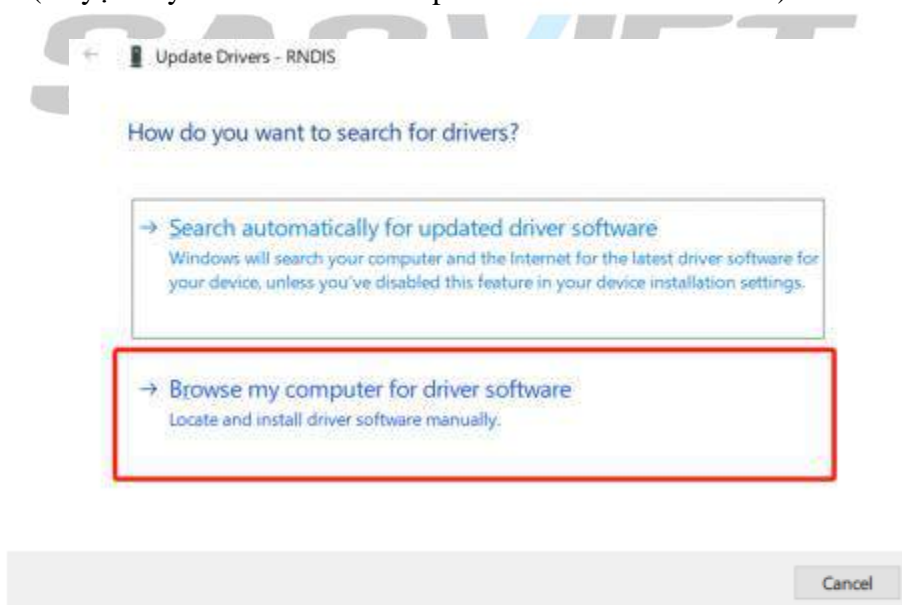 Update Drivers - RNDIS
How do you want to search for drivers?
→ Search automatically for updated driver software
Windows will search your computer and the Internet for the latest driver software for
your device, unless you've disabled this feature in your device installation settings.
→ Browse my computer for driver software
Locate and install driver software manually.
Cancel